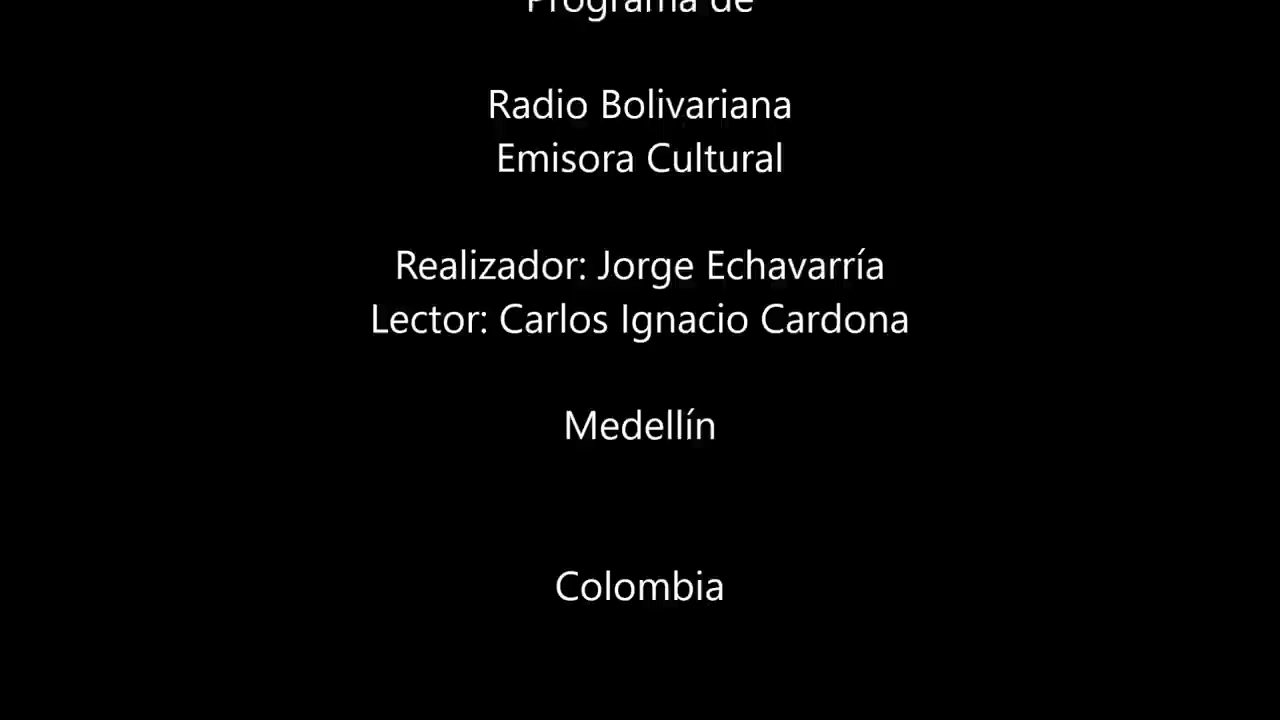 Programa de
Radio Bolivariana
Emisora Cultural
Realizador: Jorge Echavarría
Lector: Carlos Ignacio Cardona
Medellín
Colombia